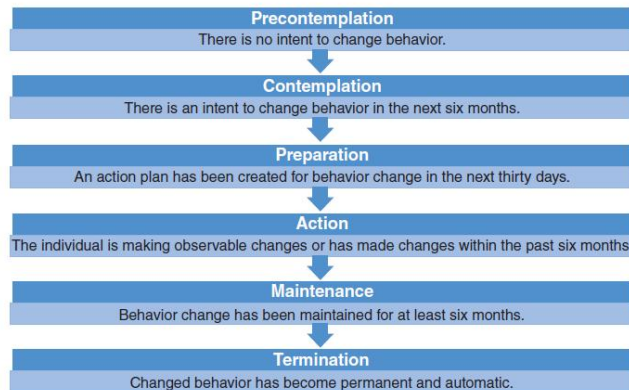 Precontemplation
There is no intent to change behavior.
Contemplation
There is an intent to change behavior in the next six months.
Preparation
An action plan has been created for behavior change in the next thirty days.
Action
The individual is making observable changes or has made changes within the past six months
Maintenance
Behavior change has been maintained for at least six months.
Termination
Changed behavior has become permanent and automatic.